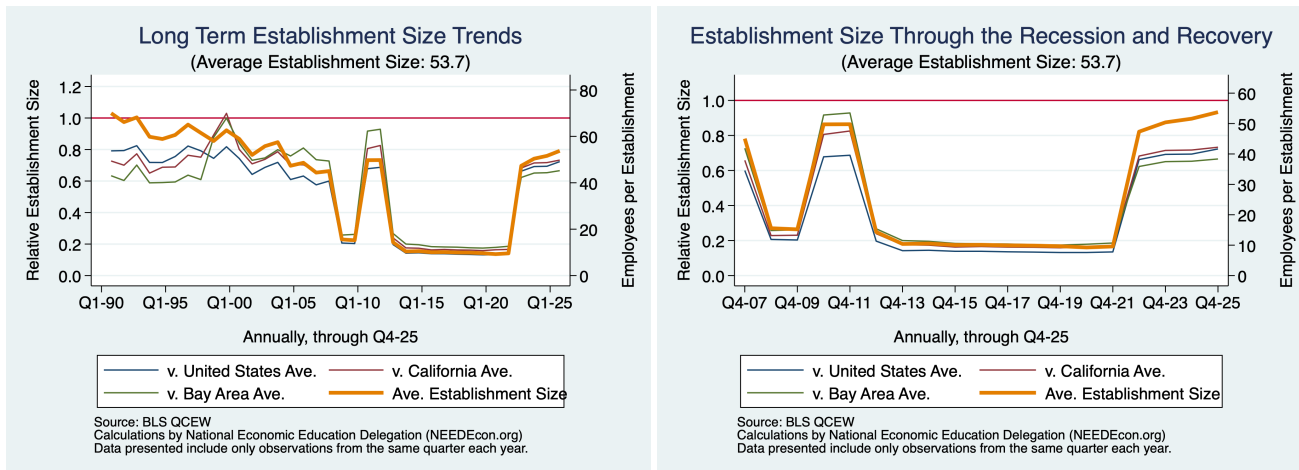 Long Term Establishment Size Trends
(Average Establishment Size: 53.7)
Relative Establishment Size
0.0
0.2
0.4
0.6
0.8
1.0
1.2
0
20
40
60
80
Employees per Establishment
Q1-90 Q1-95 Q1-00 Q1-05 Q1-10 Q1-15 Q1-20 Q1-25
Annually, through Q4-25
v. United States Ave. v. California Ave.
v. Bay Area Ave. Ave. Establishment Size
Source: BLS QCEW
Calculations by National Economic Education Delegation (NEEDEcon.org)
Data presented include only observations from the same quarter each year.
Establishment Size Through the Recession and Recovery
(Average Establishment Size: 53.7)
Relative Establishment Size
0.0
0.2
0.4
0.6
0.8
1.0
0
10
20
30
40
50
60
Employees per Establishment
Q4-07 Q4-09 Q4-11 Q4-13 Q4-15 Q4-17 Q4-19 Q4-21 Q4-23 Q4-25
Annually, through Q4-25
v. United States Ave. v. California Ave.
v. Bay Area Ave. Ave. Establishment Size
Source: BLS QCEW
Calculations by National Economic Education Delegation (NEEDEcon.org)
Data presented include only observations from the same quarter each year.